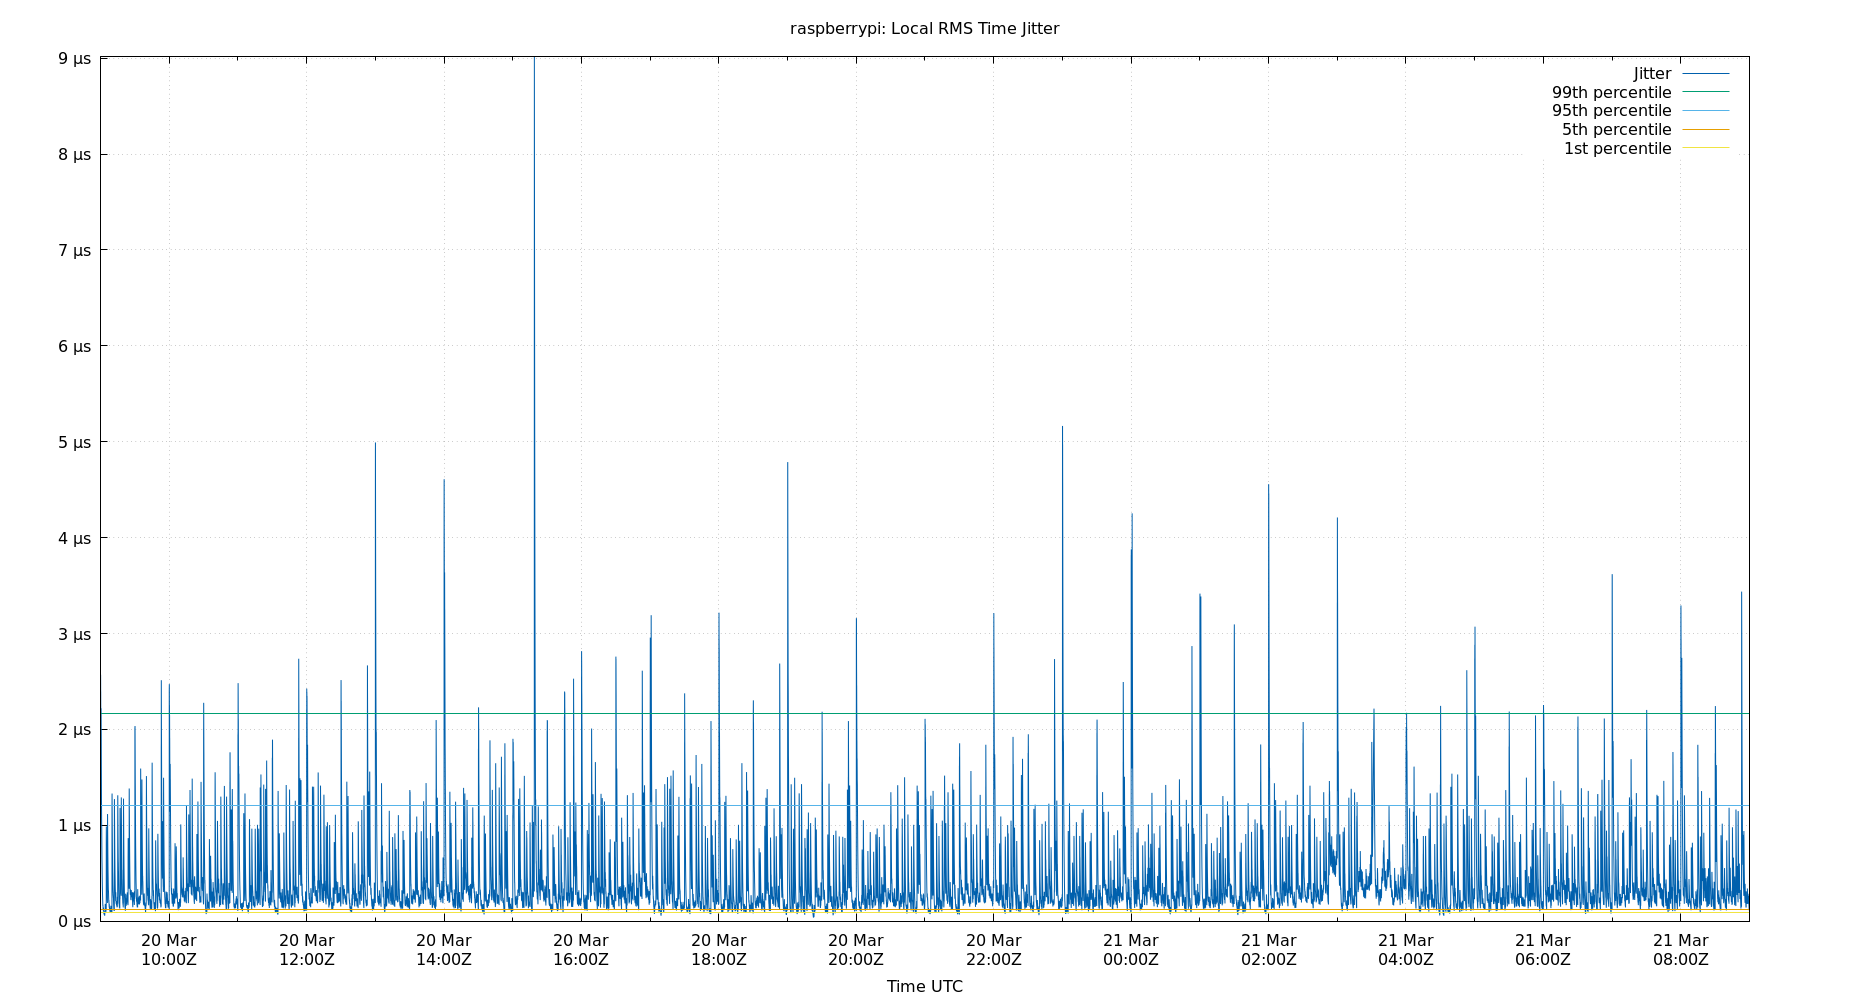 raspberrypi: Local RMS Time Jitter
Jitter
99th percentile
95th percentile
5th percentile
1st percentile
9 µs
8 µs
7 µs
6 µs
5 µs
4 µs
3 µs
2 µs
1 µs
0 µs
20 Mar 20 Mar 20 Mar 20 Mar 20 Mar 20 Mar 20 Mar 21 Mar 21 Mar 21 Mar 21 Mar 21 Mar
10:00Z 12:00Z 14:00Z 16:00Z 18:00Z 20:00Z 22:00Z 00:00Z 02:00Z 04:00Z 06:00Z 08:00Z
Time UTC